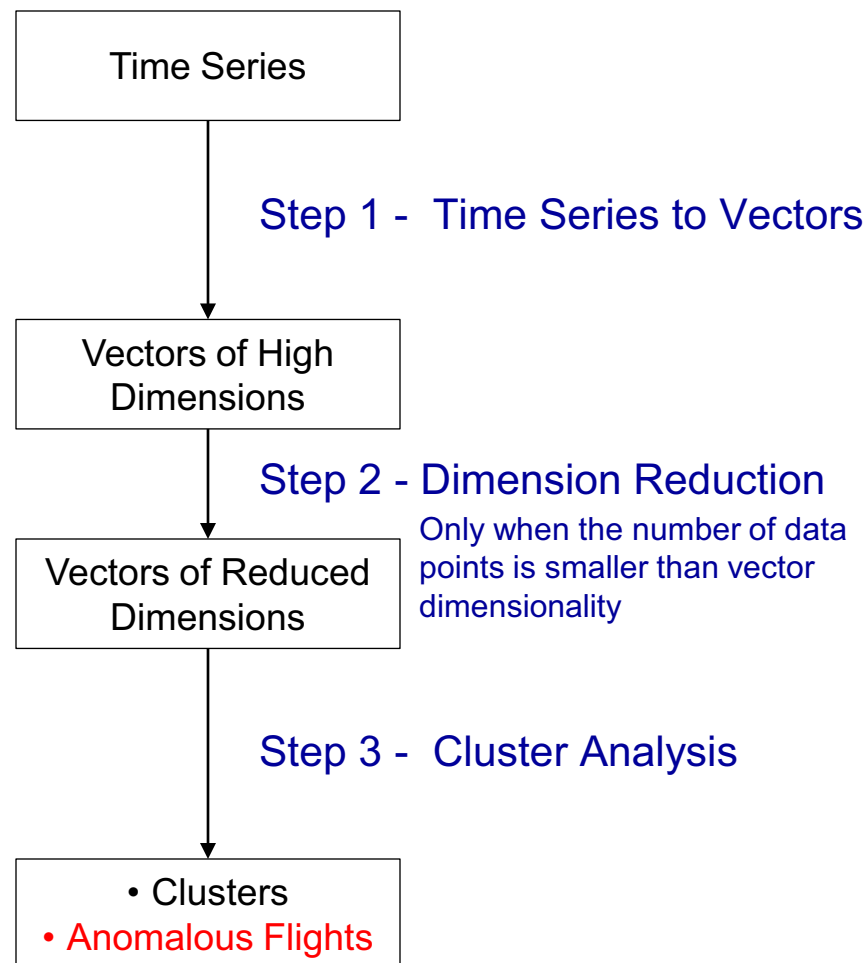 Time Series
Step 1 - Time Series to Vectors
Vectors of High
Dimensions
Step 2 - Dimension Reduction
Only when the number of data
points is smaller than vector
dimensionality
Vectors of Reduced
Dimensions
Step 3 - Cluster Analysis
• Clusters
• Anomalous Flights